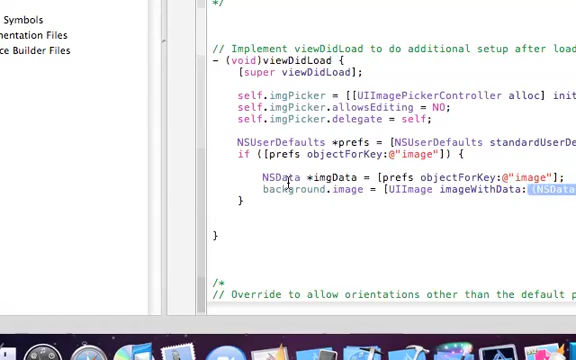 */
Symbols
mentation Files
ce Builder Files
// Implement viewDidLoad to do additional setup after load
- (void)viewDidLoad {
[super viewDidLoad];
self.imgPicker = [[UIImagePickerController alloc] init
self.imgPicker.allowsEditing = NO;
self.imgPicker.delegate = self;
NSUserDefaults *prefs = [NSUserDefaults standardUserDe
if ([prefs objectForKey:@"image"]) {
NSData *imgData = [prefs objectForKey:@"image"];
background.image = [UIImage imageWithData:(NSData
}
}
/*
// Override to allow orientations other than the default p